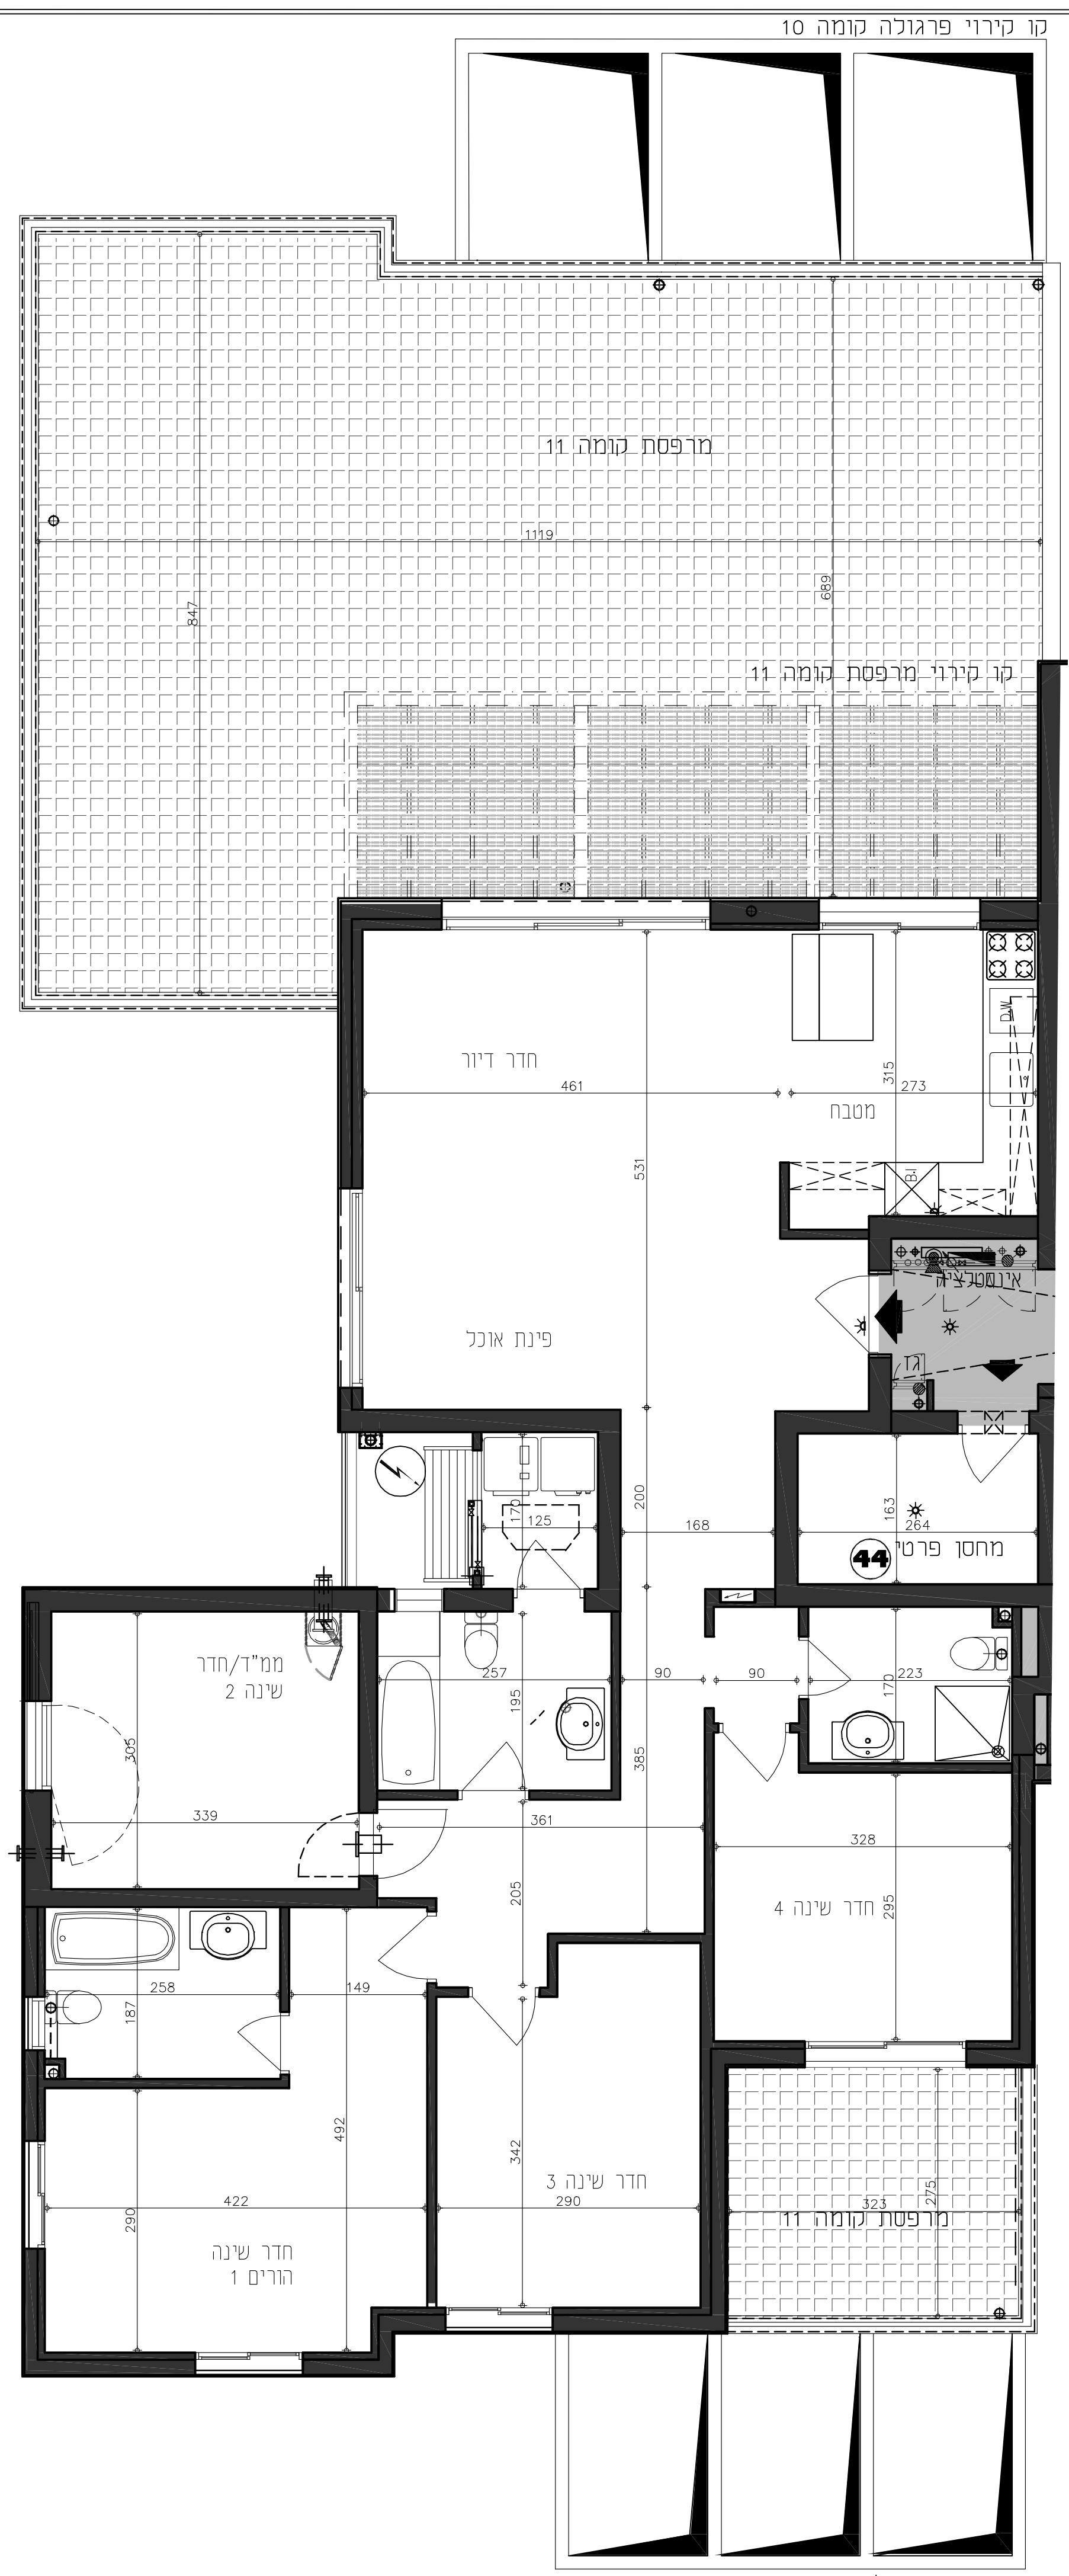 קו קירוי פרגולה קומה 10
מרפסת קומה 11
1119
847
689
קו קירוי מרפסת קומה 11
חדר דיור
461
315
273
D.W
מטבח
531
B.I
אינסטלציה
פינת אוכל
גז
170
125
200
168
163
264
מחסן פרטי
44
ממ"ד/חדר
שינה 2
257
195
90
90
223
170
305
339
385
361
328
205
חדר שינה 4
295
258
187
149
492
342
חדר שינה 3
290
422
290
275
323
מרפסת קומה 11
חדר שינה
הורים 1